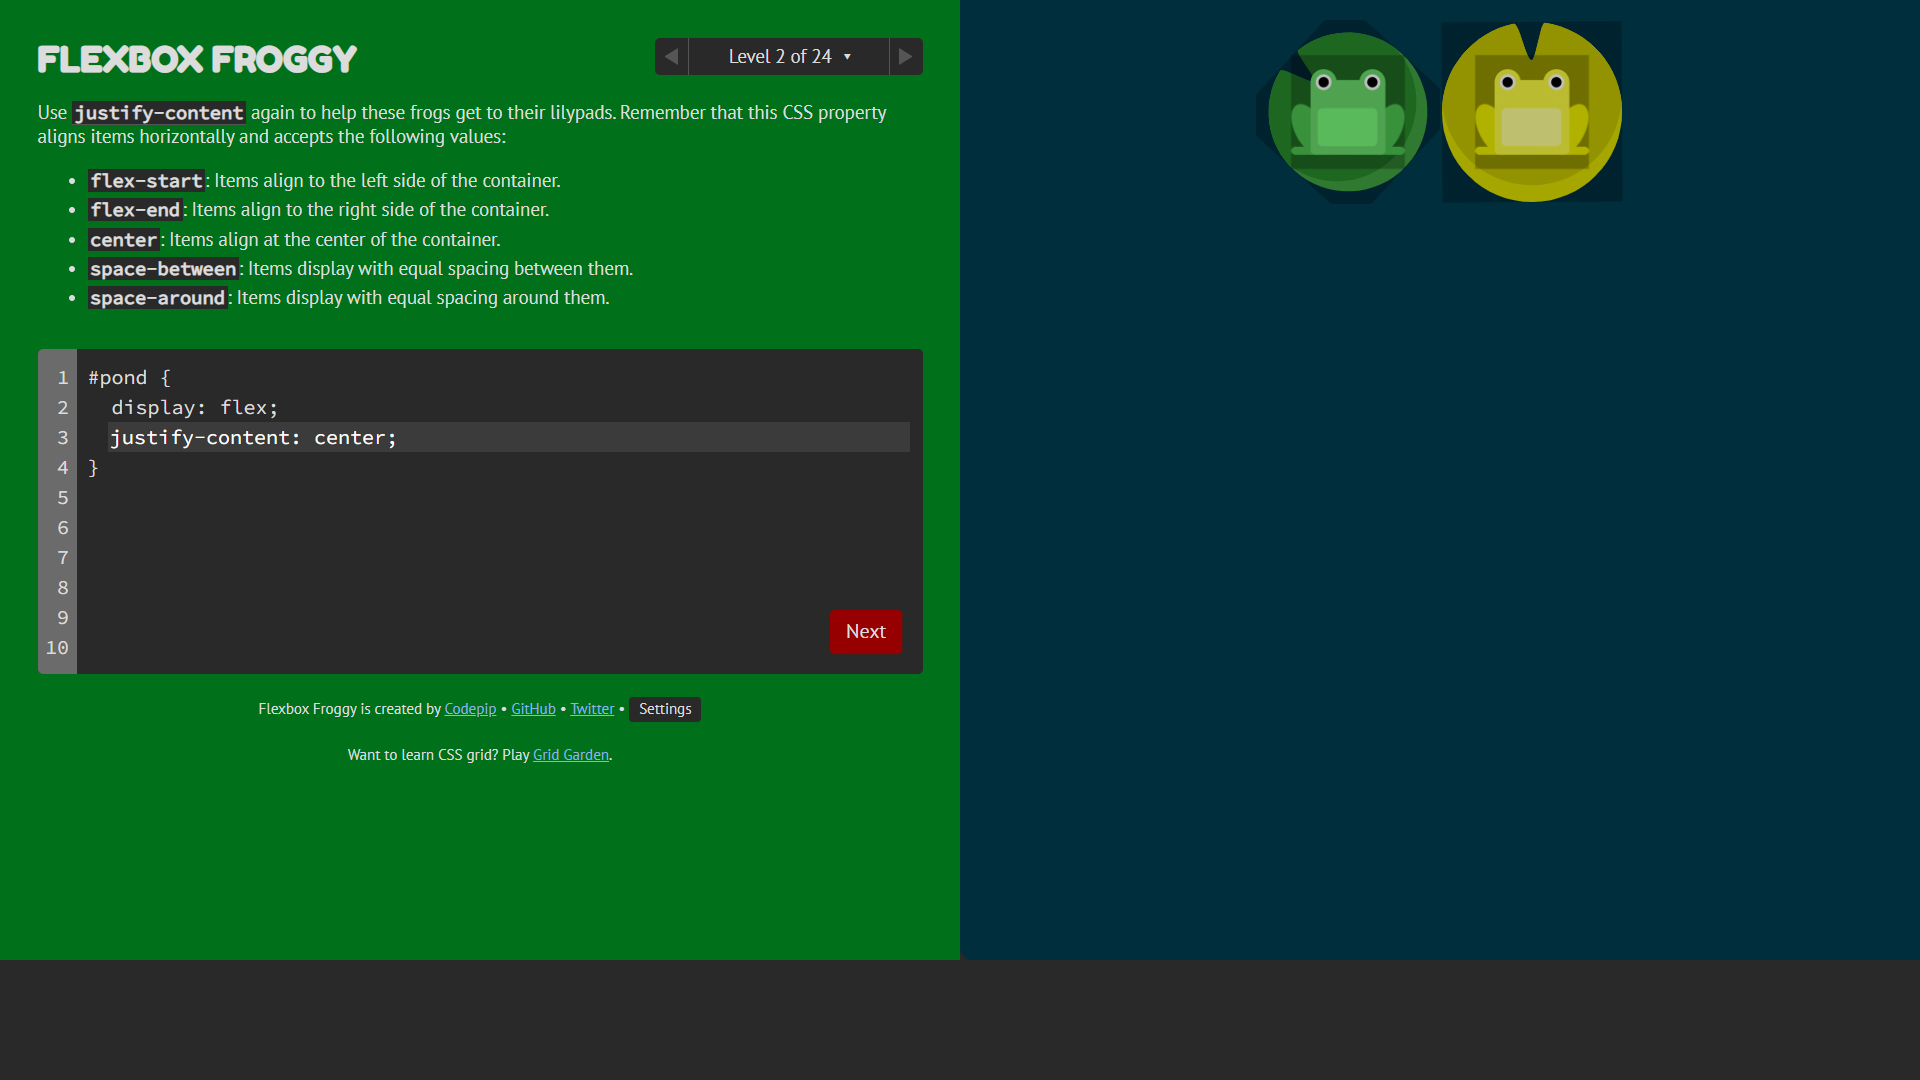 FLEXBOX FROGGY
Level 2 of 24 ▼
Use justify-content again to help these frogs get to their lilypads. Remember that this CSS property
aligns items horizontally and accepts the following values:
• flex-start: Items align to the left side of the container.
• flex-end: Items align to the right side of the container.
• center: Items align at the center of the container.
• space-between: Items display with equal spacing between them.
• space-around: Items display with equal spacing around them.
1 #pond {
2 display: flex;
3 justify-content: center;
4 }
5
6
7
8
9
10
Next
Flexbox Froggy is created by Codepip • GitHub • Twitter • Settings
Want to learn CSS grid? Play Grid Garden.